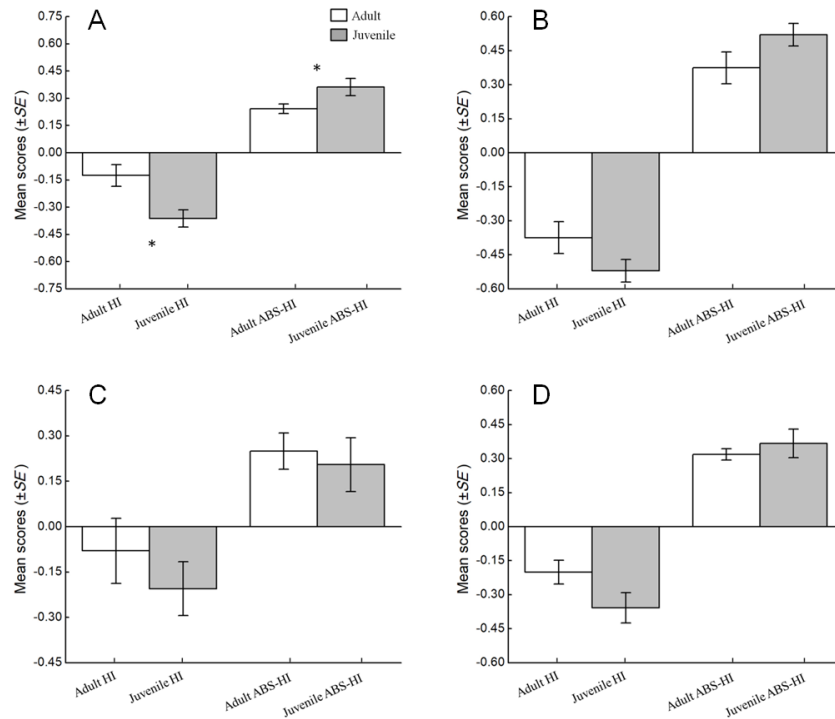 A
Adult
Juvenile
Mean scores (±SE)
0.75
0.60
0.45
0.30
0.15
0.00
-0.15
-0.30
-0.45
-0.60
-0.75
*
*
Adult HI
Juvenile HI
Adult ABS-HI
Juvenile ABS-HI
B
Mean scores (±SE)
0.60
0.45
0.30
0.15
0.00
-0.15
-0.30
-0.45
-0.60
Adult HI
Juvenile HI
Adult ABS-HI
Juvenile ABS-HI
C
Mean scores (±SE)
0.45
0.30
0.15
0.00
-0.15
-0.30
-0.45
Adult HI
Juvenile HI
Adult ABS-HI
Juvenile ABS-HI
D
Mean scores (±SE)
0.60
0.45
0.30
0.15
0.00
-0.15
-0.30
-0.45
-0.60
Adult HI
Juvenile HI
Adult ABS-HI
Juvenile ABS-HI